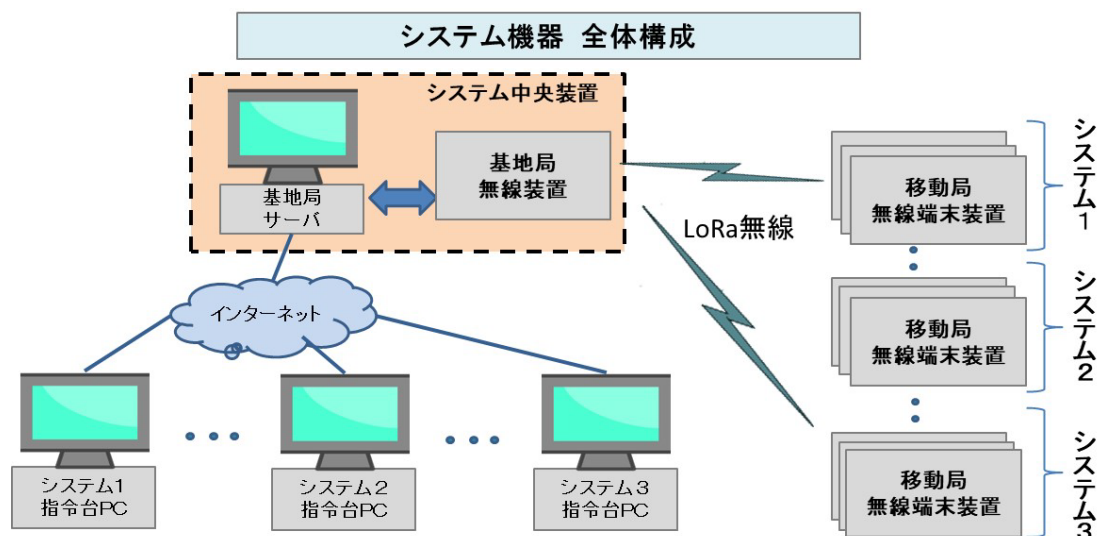 システム機器 全体構成
システム中央装置
基地局
無線装置
基地局
サーバ
LoRa無線
インターネット
移動局
無線端末装置
システム1
移動局
無線端末装置
システム2
移動局
無線端末装置
システム3
システム1
指令台PC
システム2
指令台PC
システム3
指令台PC